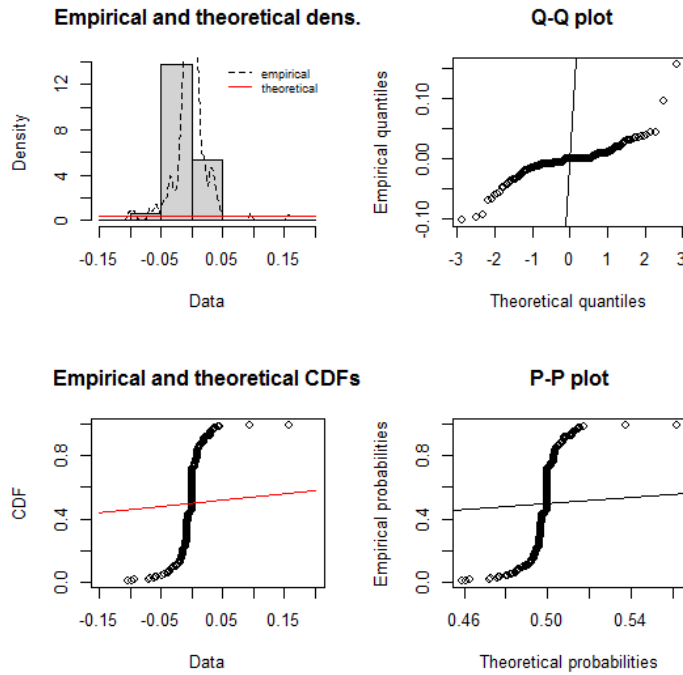 Empirical and theoretical dens.
Density
0 4 8 12
empirical
theoretical
-0.15 -0.05 0.05 0.15
Data
Q-Q plot
Empirical quantiles
-0.10 0.00 0.10
-3 -2 -1 0 1 2 3
Theoretical quantiles
Empirical and theoretical CDFs
CDF
0.0 0.4 0.8
-0.15 -0.05 0.05 0.15
Data
P-P plot
Empirical probabilities
0.0 0.4 0.8
0.46 0.50 0.54
Theoretical probabilities